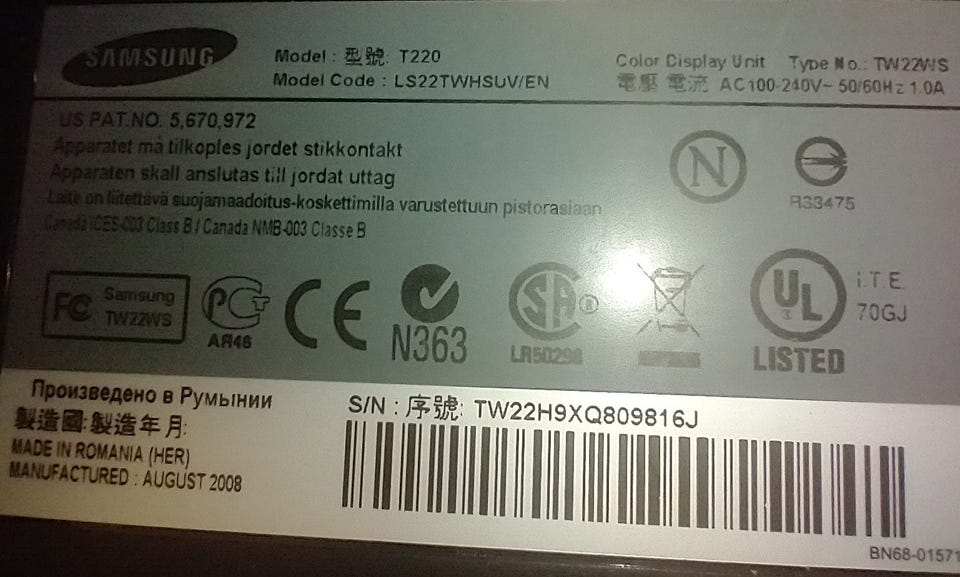 SAMSUNG
Model : 型號: T220
Model Code : LS22TWHSUV/EN
Color Display Unit Type No.: TW22WS
電壓 電流 AC100-240V~ 50/60Hz 1.0A
US PAT.NO. 5,670,972
Apparatet må tilkoples jordet stikkontakt
Apparaten skall anslutas till jordat uttag
Laite on liitettävä suojamaadoitus-koskettimilla varustettuun pistorasiaan
Canada ICES-003 Class B / Canada NMB-003 Classe B
N
R33475
FC Samsung
TW22WS
PCT
AR46
CE
N363
SA ®
LR50298
UL
LISTED
I.T.E.
70GJ
Произведено в Румынии
製造國:製造年月:
MADE IN ROMANIA (HER)
MANUFACTURED : AUGUST 2008
S/N : 序號: TW22H9XQ809816J
BN68-01571